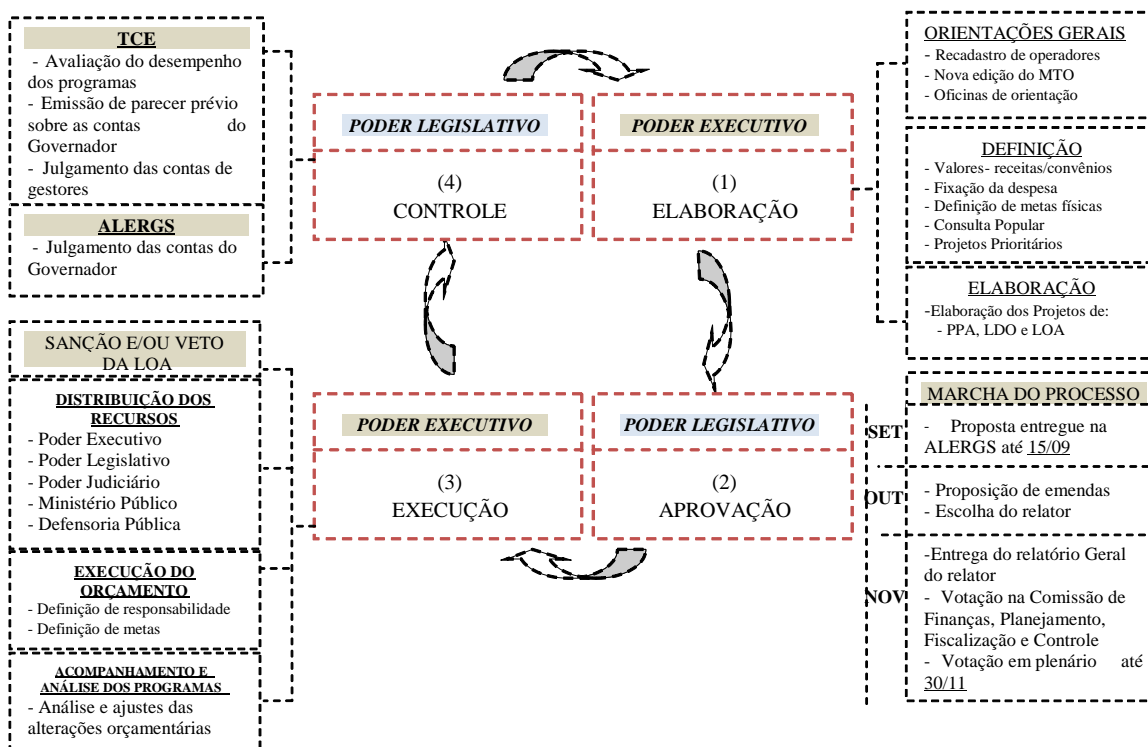 TCE
- Avaliação do desempenho
dos programas
- Emissão de parecer prévio
sobre as contas do
Governador
- Julgamento das contas de
gestores
ALERGS
- Julgamento das contas do
Governador
PODER LEGISLATIVO
(4)
CONTROLE
PODER EXECUTIVO
(1)
ELABORAÇÃO
ORIENTAÇÕES GERAIS
- Recadastro de operadores
- Nova edição do MTO
- Oficinas de orientação
DEFINIÇÃO
- Valores- receitas/convênios
- Fixação da despesa
- Definição de metas físicas
- Consulta Popular
- Projetos Prioritários
ELABORAÇÃO
-Elaboração dos Projetos de:
- PPA, LDO e LOA
SANÇÃO E/OU VETO
DA LOA
DISTRIBUIÇÃO DOS
RECURSOS
- Poder Executivo
- Poder Legislativo
- Poder Judiciário
- Ministério Público
- Defensoria Pública
EXECUÇÃO DO
ORÇAMENTO
- Definição de responsabilidade
- Definição de metas
ACOMPANHAMENTO E
ANÁLISE DOS PROGRAMAS
- Análise e ajustes das
alterações orçamentárias
PODER EXECUTIVO
(3)
EXECUÇÃO
PODER LEGISLATIVO
(2)
APROVAÇÃO
MARCHA DO PROCESSO
SET
- Proposta entregue na
ALERGS até 15/09
OUT
- Proposição de emendas
- Escolha do relator
NOV
-Entrega do relatório Geral
do relator
- Votação na Comissão de
Finanças, Planejamento,
Fiscalização e Controle
- Votação em plenário até
30/11